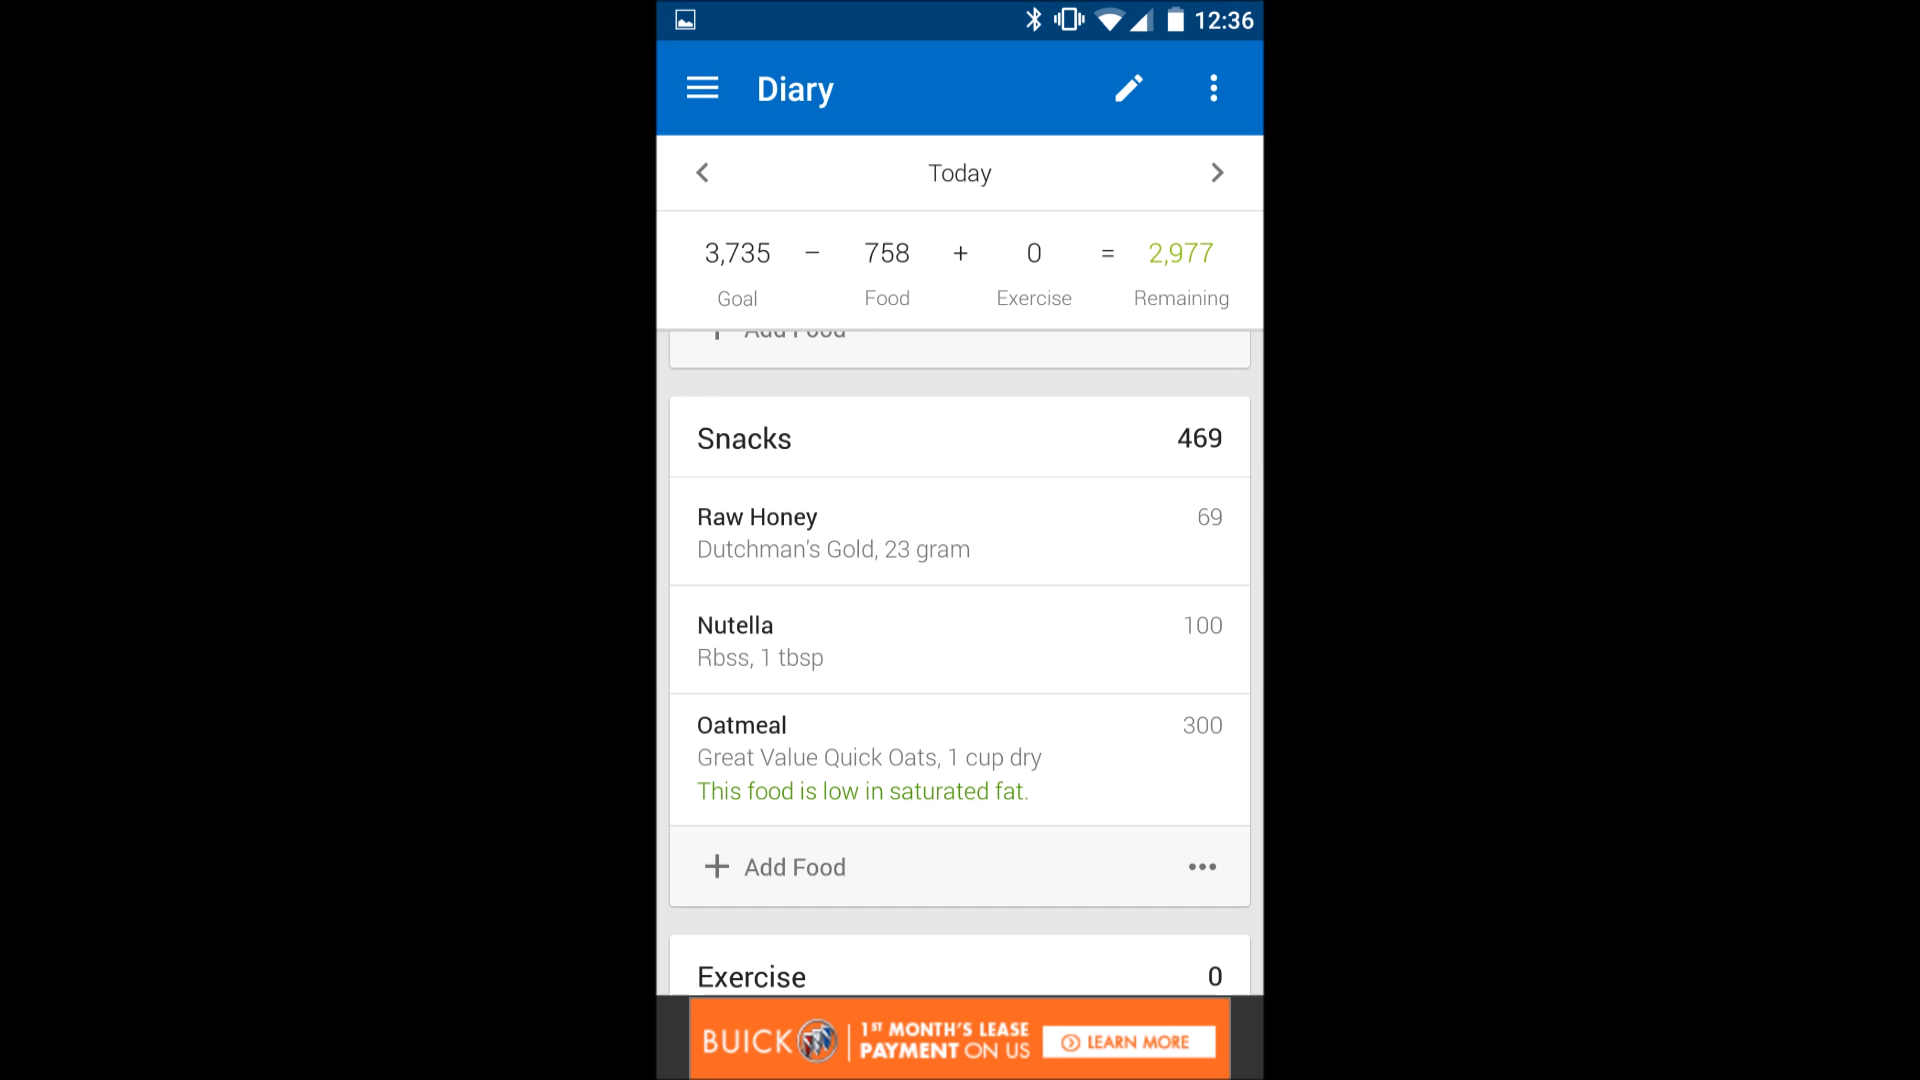 12:36
Diary
Today
3,735 – 758 + 0 = 2,977
Goal Food Exercise Remaining
Add Food
Snacks 469
Raw Honey 69
Dutchman's Gold, 23 gram
Nutella 100
Rbss, 1 tbsp
Oatmeal 300
Great Value Quick Oats, 1 cup dry
This food is low in saturated fat.
+ Add Food
Exercise 0
BUICK 1ST MONTH'S LEASE
PAYMENT ON US
LEARN MORE